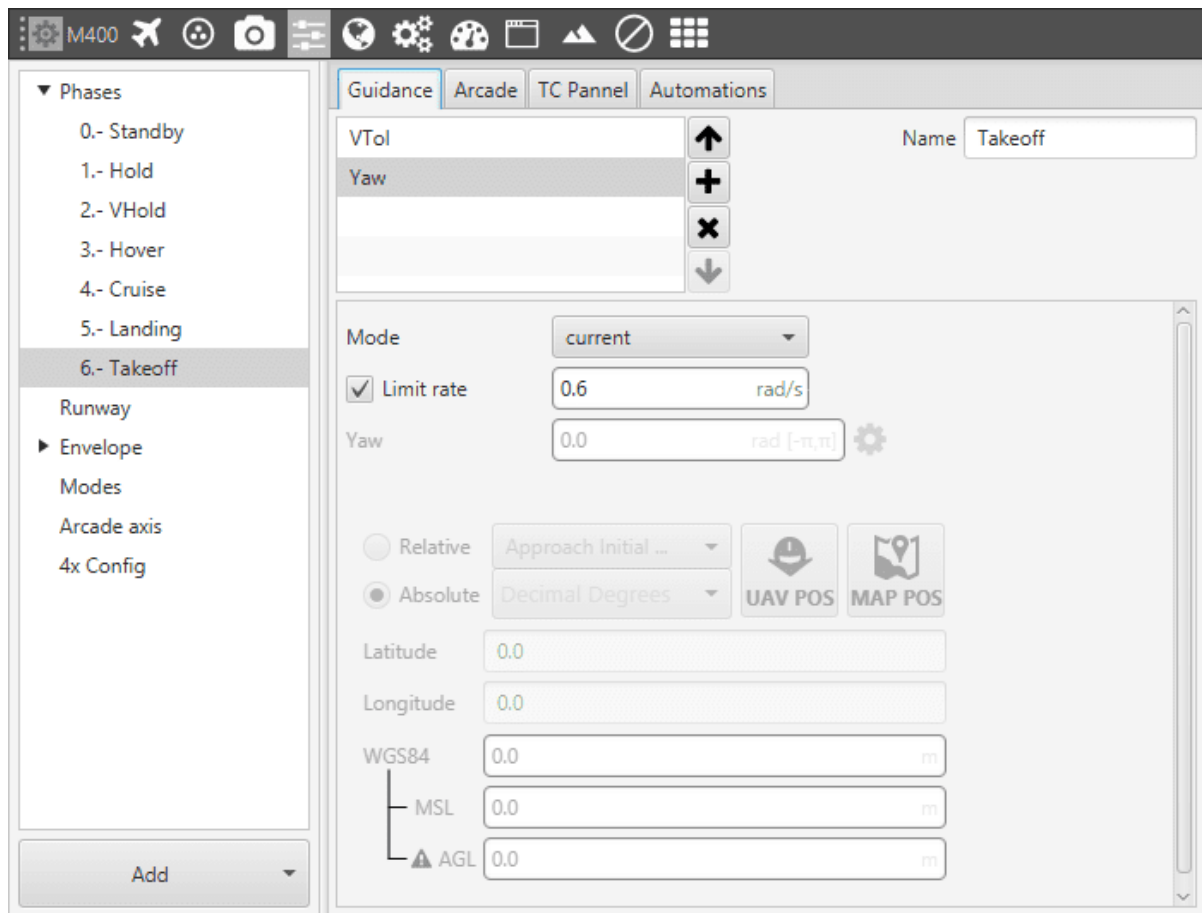 M400
Phases
0.- Standby
1.- Hold
2.- VHold
3.- Hover
4.- Cruise
5.- Landing
6.- Takeoff
Runway
Envelope
Modes
Arcade axis
4x Config
Add
Guidance Arcade TC Pannel Automations
VTol
Yaw
Name Takeoff
Mode current
Limit rate 0.6 rad/s
Yaw 0.0 rad [-π,π]
Relative Approach Initial ...
Absolute Decimal Degrees
UAV POS MAP POS
Latitude 0.0
Longitude 0.0
WGS84 0.0 m
MSL 0.0 m
AGL 0.0 m